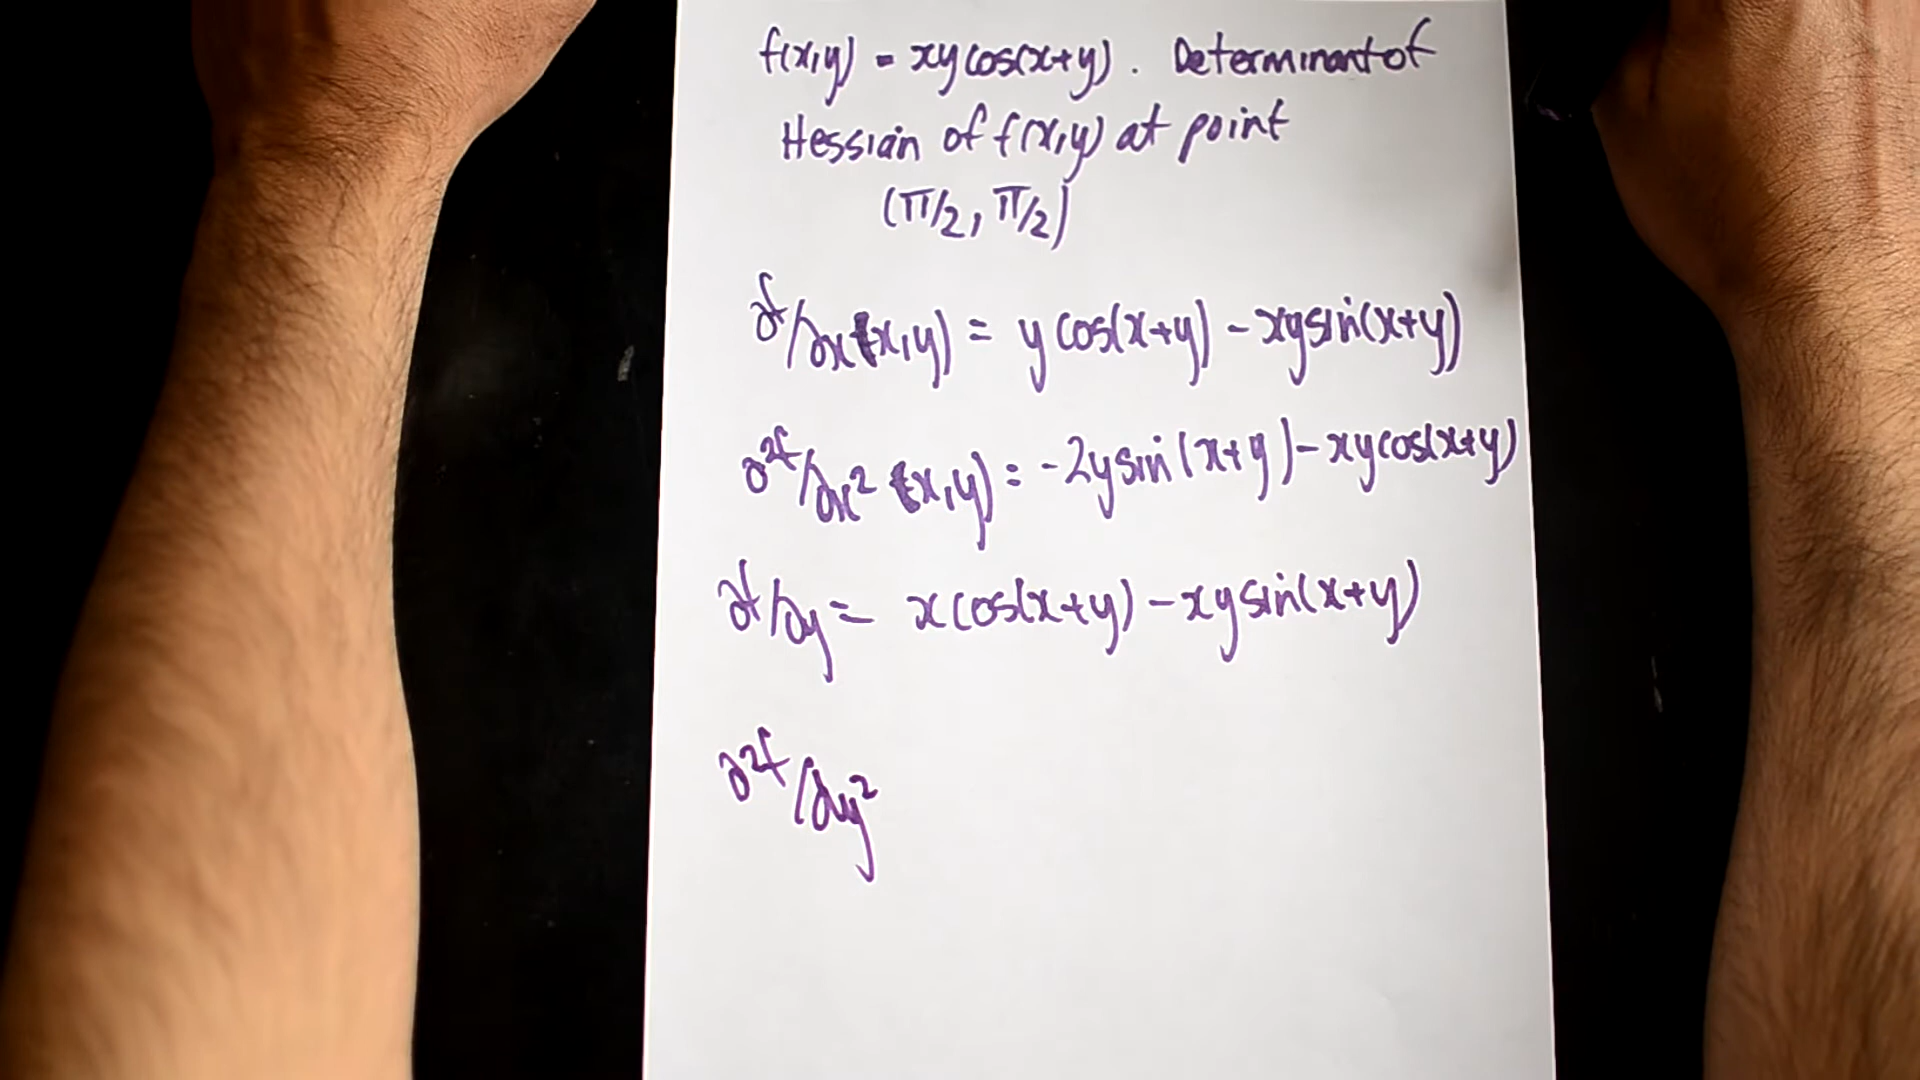 f(x,y) = xy cos(x+y). Determinant of
Hessian of f(x,y) at point
(π/2, π/2)
∂f/∂x (x,y) = y cos(x+y) - xy sin(x+y)
∂²f/∂x² (x,y) = -2y sin(x+y) - xy cos(x+y)
∂f/∂y = x cos(x+y) - xy sin(x+y)
∂²f/∂y²